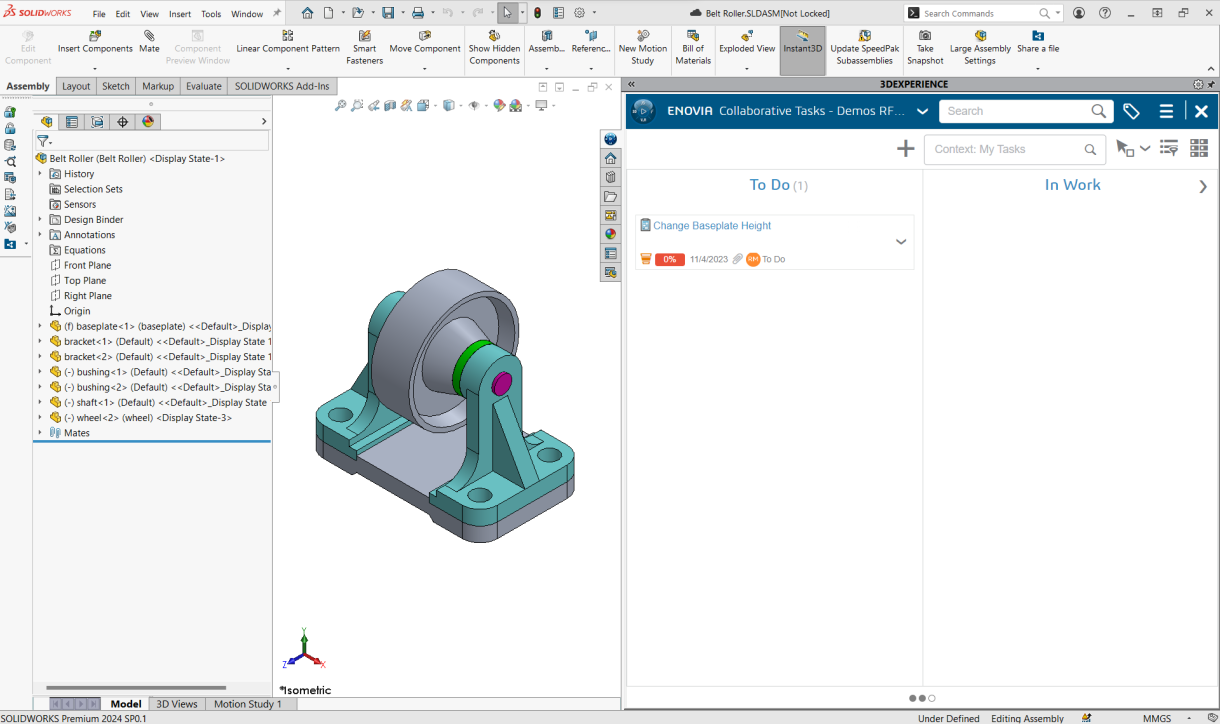 SOLIDWORKS File Edit View Insert Tools Window Belt Roller.SLDASM[Not Locked] Search Commands
Edit Component
Insert Components
Mate
Component Preview Window
Linear Component Pattern
Smart Fasteners
Move Component
Show Hidden Components
Assemb...
Referenc...
New Motion Study
Bill of Materials
Exploded View
Instant3D
Update SpeedPak Subassemblies
Take Snapshot
Large Assembly Settings
Share a file
Assembly Layout Sketch Markup Evaluate SOLIDWORKS Add-Ins
3DEXPERIENCE
ENOVIA Collaborative Tasks - Demos RF... Search
Context: My Tasks
Belt Roller (Belt Roller) <Display State-1>
History
Selection Sets
Sensors
Design Binder
Annotations
Equations
Front Plane
Top Plane
Right Plane
Origin
(f) baseplate<1> (baseplate) <<Default>_Display
bracket<1> (Default) <<Default>_Display State 1
bracket<2> (Default) <<Default>_Display State 1
(-) bushing<1> (Default) <<Default>_Display Sta
(-) bushing<2> (Default) <<Default>_Display Sta
(-) shaft<1> (Default) <<Default>_Display State
(-) wheel<2> (wheel) <Display State-3>
Mates
To Do (1)
In Work
Change Baseplate Height
0% 11/4/2023 RM To Do
Y
Z X
*Isometric
Model 3D Views Motion Study 1
SOLIDWORKS Premium 2024 SP0.1 Under Defined Editing Assembly MMGS